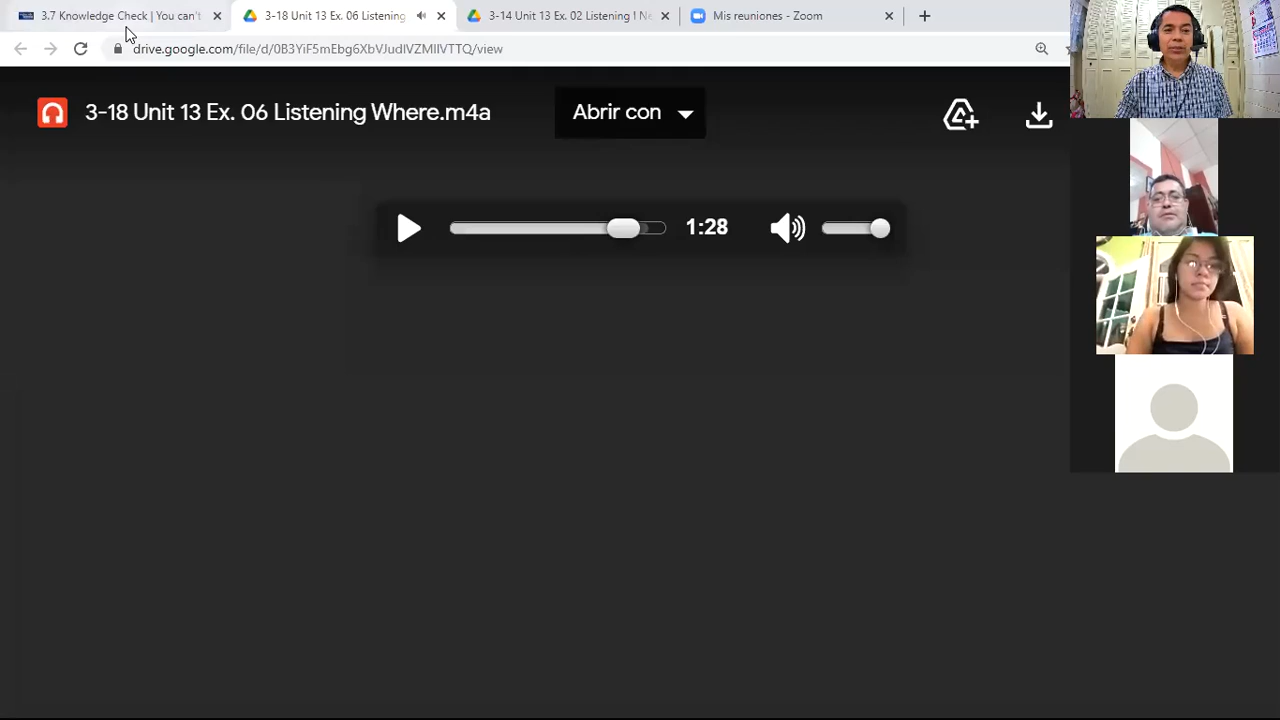 3.7 Knowledge Check | You can't
3-18 Unit 13 Ex. 06 Listening
3-14 Unit 13 Ex. 02 Listening I Ne
Mis reuniones - Zoom
drive.google.com/file/d/0B3YiF5mEbg6XbVJudlVZMlIVTTQ/view
3-18 Unit 13 Ex. 06 Listening Where.m4a
Abrir con
1:28